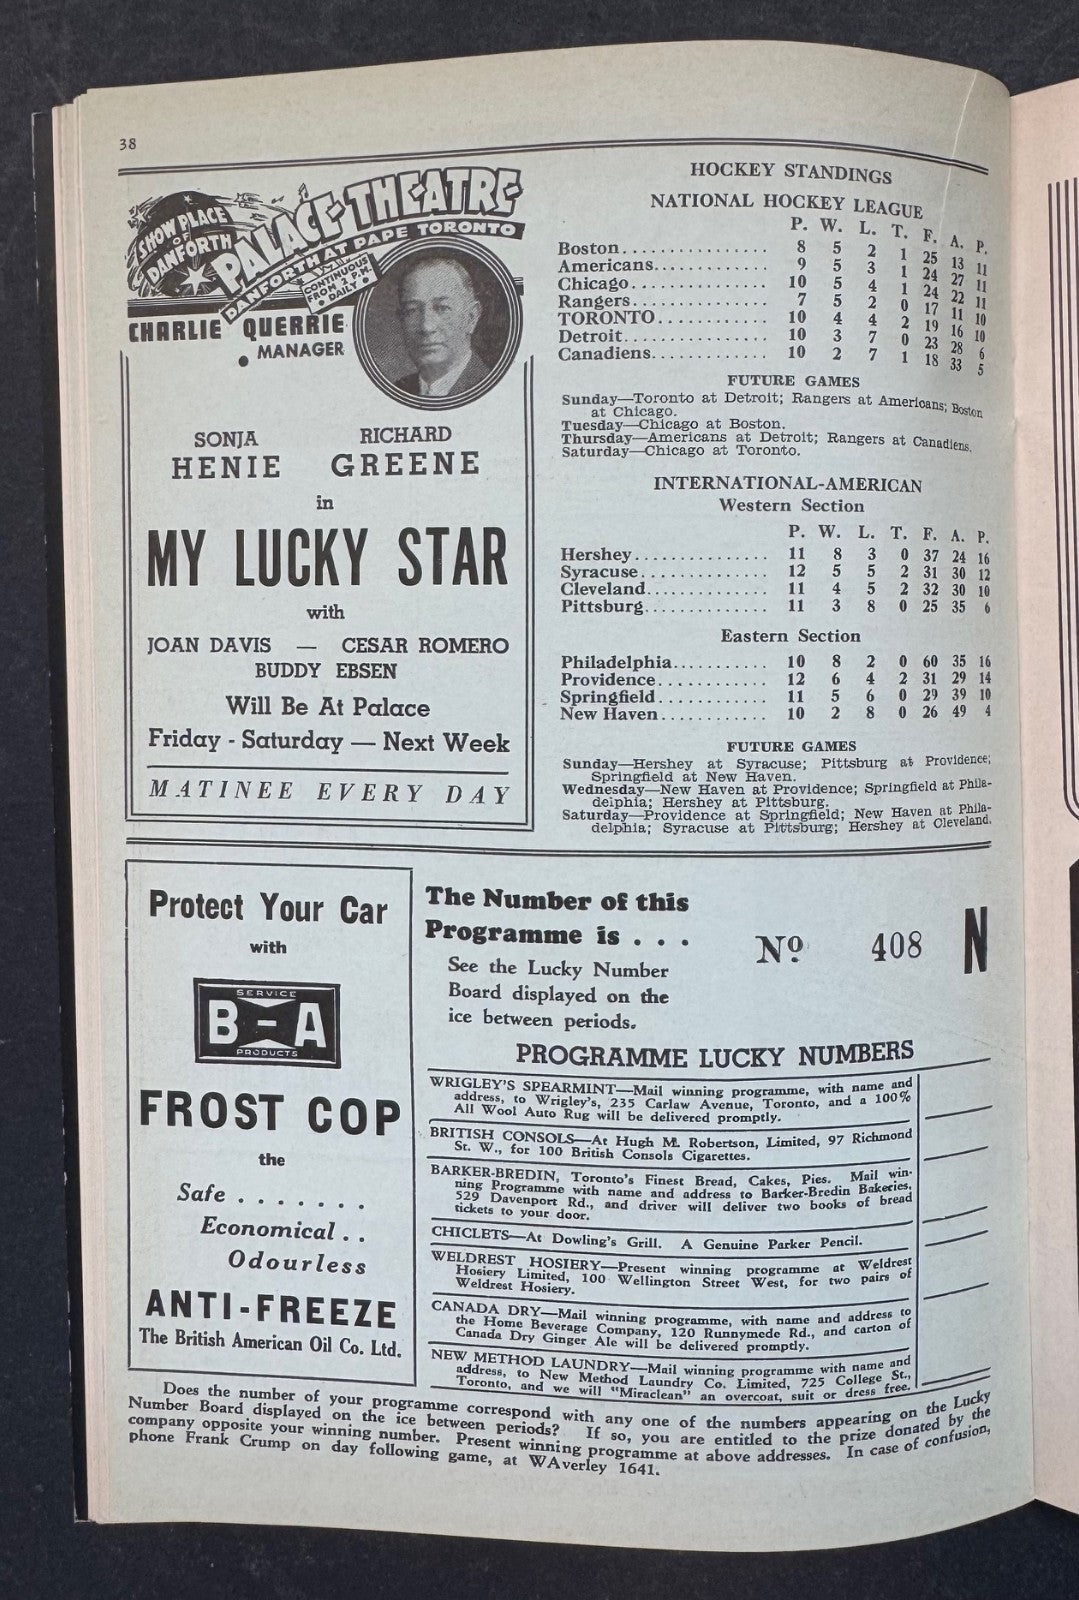 38
SHOW PLACE
OF
DANFORTH
PALACE-THEATRE
DANFORTH AT PAPE TORONTO
CONTINUOUS
FROM 2 P.M.
• DAILY •
CHARLIE QUERRIE
• MANAGER
SONJA RICHARD
HENIE GREENE
in
MY LUCKY STAR
with
JOAN DAVIS — CESAR ROMERO
BUDDY EBSEN
Will Be At Palace
Friday - Saturday — Next Week
MATINEE EVERY DAY
HOCKEY STANDINGS
NATIONAL HOCKEY LEAGUE
P. W. L. T. F. A. P.
Boston............... 8 5 2 1 25 13 11
Americans............ 9 5 3 1 24 27 11
Chicago.............. 10 5 4 1 24 22 11
Rangers.............. 7 5 2 0 17 11 10
TORONTO............ 10 4 4 2 19 16 10
Detroit.............. 10 3 7 0 23 28 6
Canadiens............ 10 2 7 1 18 33 5
FUTURE GAMES
Sunday—Toronto at Detroit; Rangers at Americans; Boston
at Chicago.
Tuesday—Chicago at Boston.
Thursday—Americans at Detroit; Rangers at Canadiens.
Saturday—Chicago at Toronto.
INTERNATIONAL-AMERICAN
Western Section
P. W. L. T. F. A. P.
Hershey.............. 11 8 3 0 37 24 16
Syracuse............. 12 5 5 2 31 30 12
Cleveland............ 11 4 5 2 32 30 10
Pittsburg............ 11 3 8 0 25 35 6
Eastern Section
Philadelphia.......... 10 8 2 0 60 35 16
Providence........... 12 6 4 2 31 29 14
Springfield........... 11 5 6 0 29 39 10
New Haven........... 10 2 8 0 26 49 4
FUTURE GAMES
Sunday—Hershey at Syracuse; Pittsburg at Providence;
Springfield at New Haven.
Wednesday—New Haven at Providence; Springfield at Phila-
delphia; Hershey at Pittsburg.
Saturday—Providence at Springfield; New Haven at Phila-
delphia; Syracuse at Pittsburg; Hershey at Cleveland.
Protect Your Car
with
SERVICE
B-A
PRODUCTS
FROST COP
the
Safe . . . . . .
Economical . .
Odourless
ANTI-FREEZE
The British American Oil Co. Ltd.
The Number of this
Programme is . . .
See the Lucky Number
Board displayed on the
ice between periods.
No. 408 N
PROGRAMME LUCKY NUMBERS
WRIGLEY'S SPEARMINT—Mail winning programme, with name and
address, to Wrigley's, 235 Carlaw Avenue, Toronto, and a 100%
All Wool Auto Rug will be delivered promptly.
BRITISH CONSOLS—At Hugh M. Robertson, Limited, 97 Richmond
St. W., for 100 British Consols Cigarettes.
BARKER-BREDIN, Toronto's Finest Bread, Cakes, Pies. Mail win-
ning Programme with name and address to Barker-Bredin Bakeries,
529 Davenport Rd., and driver will deliver two books of bread
tickets to your door.
CHICLETS—At Dowling's Grill. A Genuine Parker Pencil.
WELDREST HOSIERY—Present winning programme at Weldrest
Hosiery Limited, 100 Wellington Street West, for two pairs of
Weldrest Hosiery.
CANADA DRY—Mail winning programme, with name and address to
the Home Beverage Company, 120 Runnymede Rd., and carton of
Canada Dry Ginger Ale will be delivered promptly.
NEW METHOD LAUNDRY—Mail winning programme with name and
address, to New Method Laundry Co. Limited, 725 College St.,
Toronto, and we will "Miraclean" an overcoat, suit or dress free.
Does the number of your programme correspond with any one of the numbers appearing on the Lucky
Number Board displayed on the ice between periods? If so, you are entitled to the prize donated by the
company opposite your winning number. Present winning programme at above addresses. In case of confusion,
phone Frank Crump on day following game, at WAverley 1641.